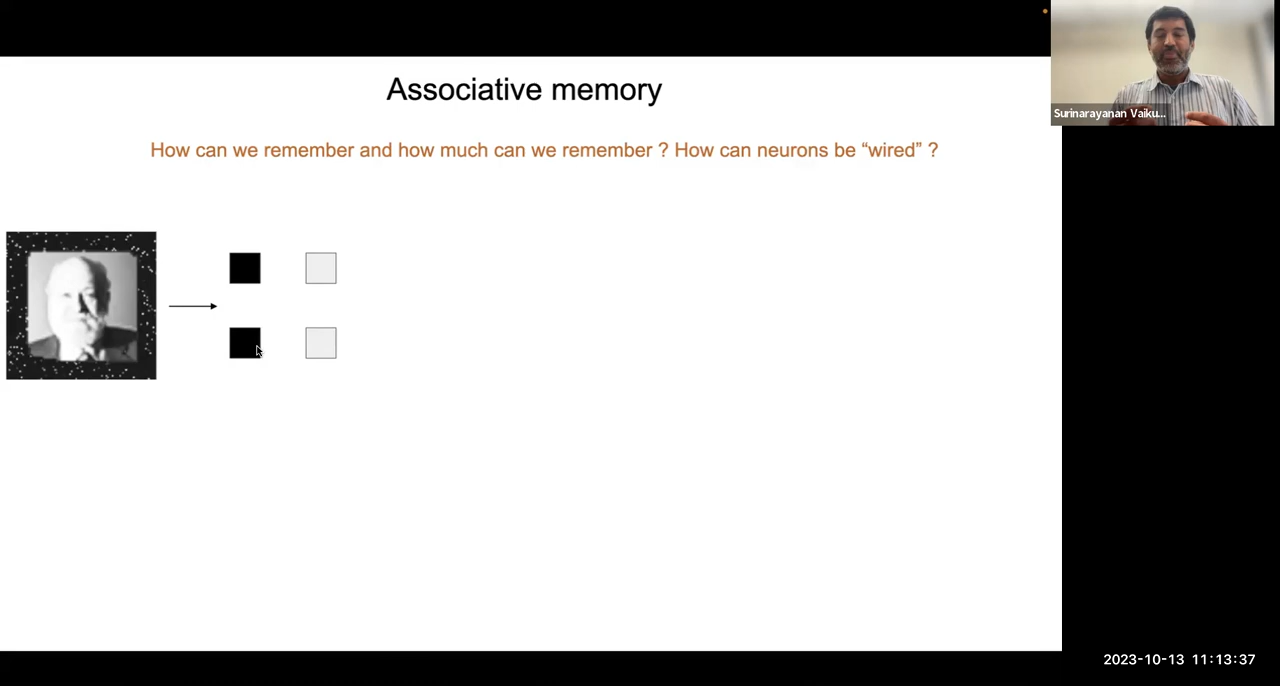 Associative memory
How can we remember and how much can we remember ? How can neurons be “wired” ?
Surinarayanan Vaiku...
2023-10-13 11:13:37